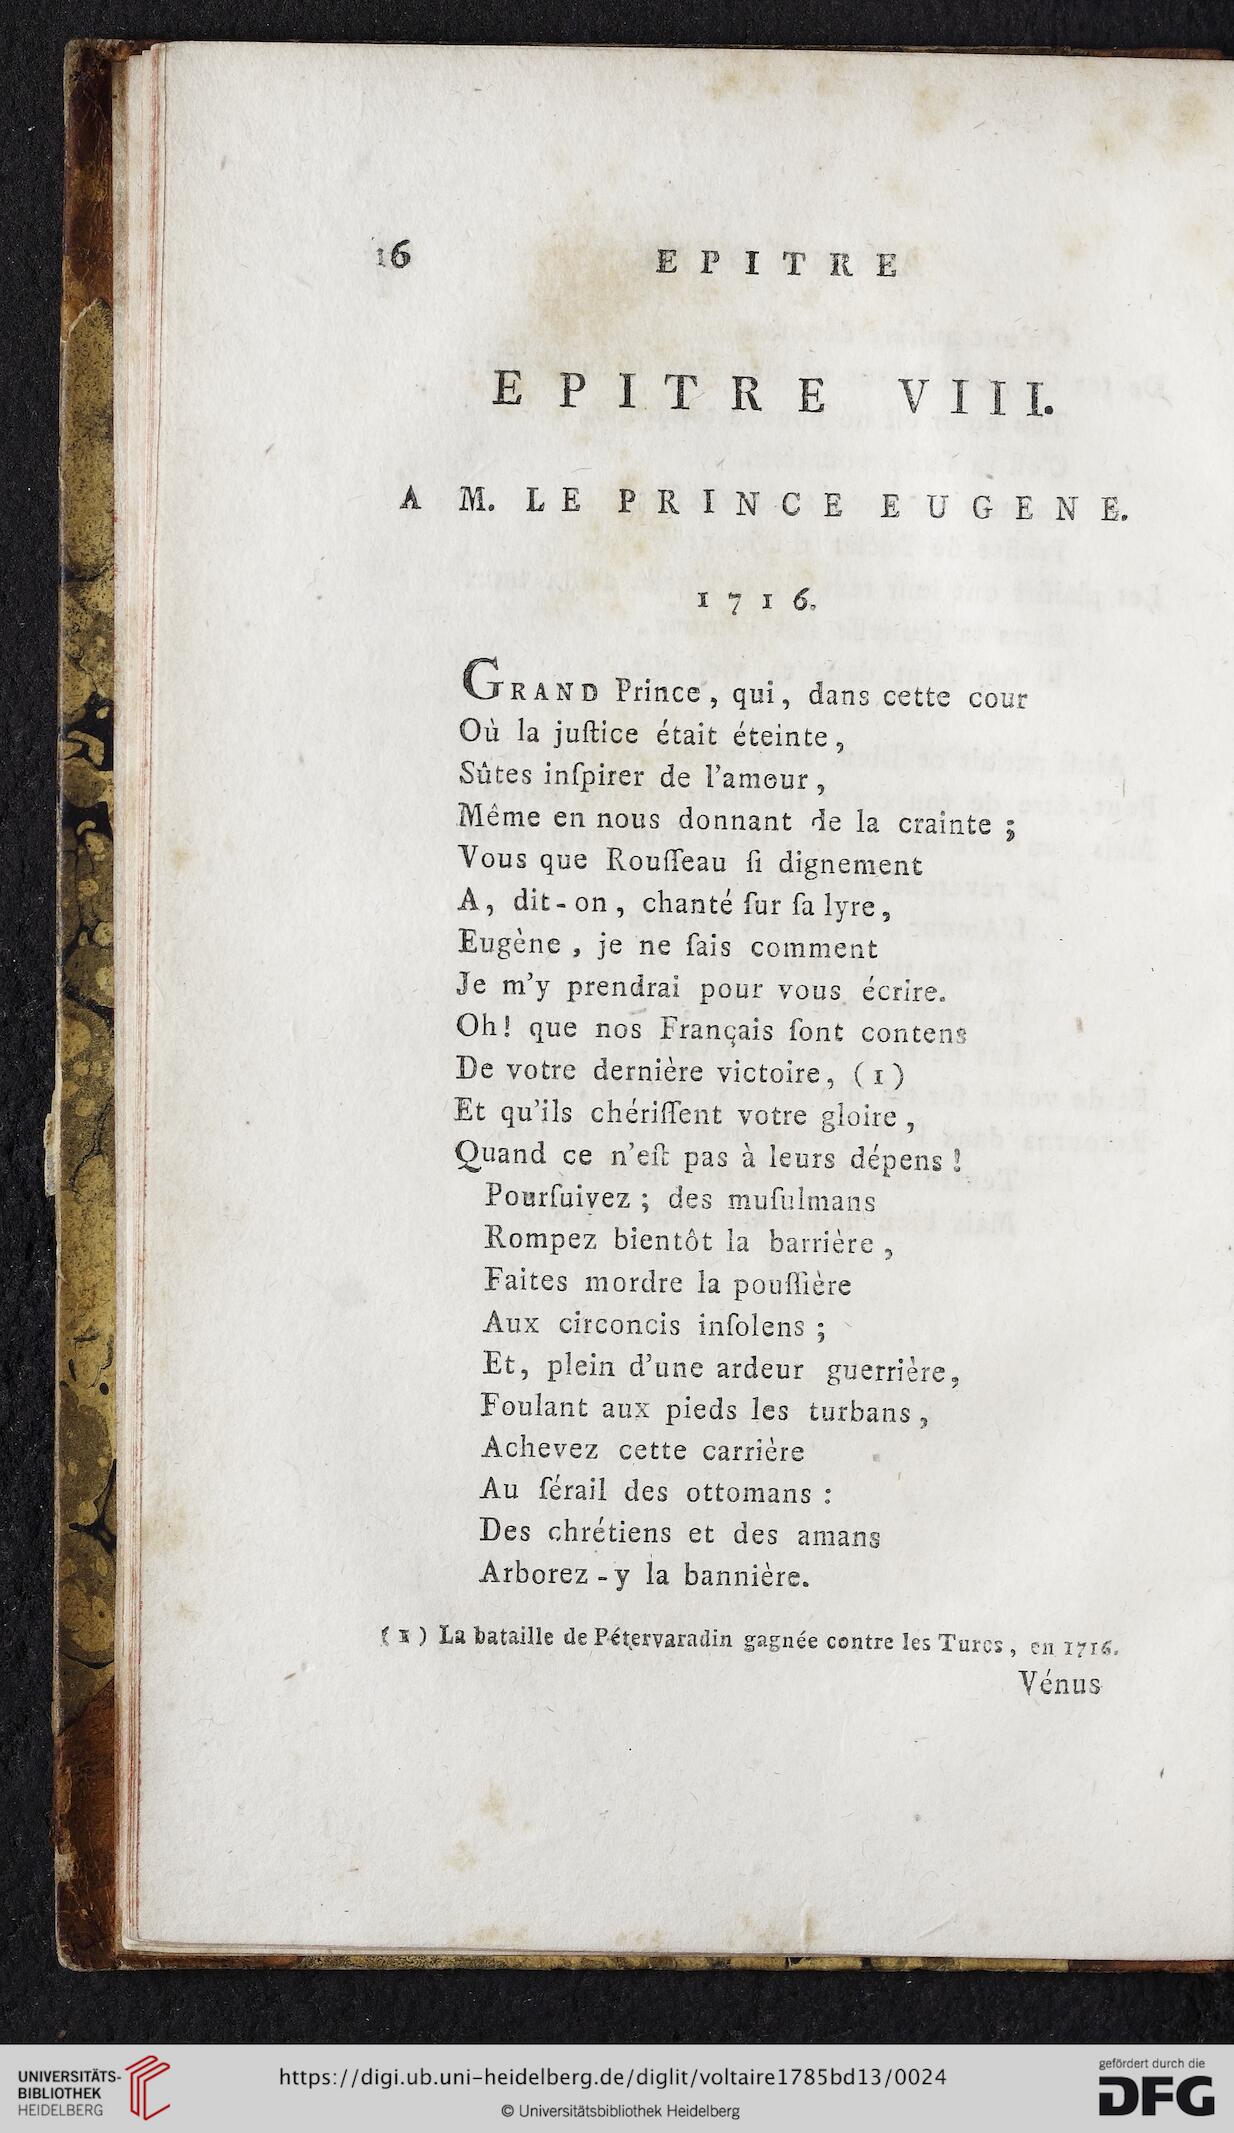 16 EPITRE
EPITRE VIII.
A M. LE PRINCE EUGENE.
1716.
GRAND Prince, qui, dans cette cour
Où la juſtice était éteinte,
Sûtes inſpirer de l'amour,
Même en nous donnant de la crainte ;
Vous que Rouſſeau ſi dignement
A, dit-on, chanté ſur ſa lyre,
Eugène, je ne ſais comment
Je m'y prendrai pour vous écrire.
Oh! que nos Français ſont contens
De votre dernière victoire, (1)
Et qu'ils chériſſent votre gloire,
Quand ce n'eſt pas à leurs dépens !
Pourſuivez ; des muſulmans
Rompez bientôt la barrière,
Faites mordre la pouſſière
Aux circoncis inſolens ;
Et, plein d'une ardeur guerrière,
Foulant aux pieds les turbans,
Achevez cette carrière
Au ſérail des ottomans :
Des chrétiens et des amans
Arborez-y la bannière.
(1) La bataille de Pétervaradin gagnée contre les Turcs, en 1716.
Vénus
UNIVERSITÄTS-
BIBLIOTHEK
HEIDELBERG
https://digi.ub.uni-heidelberg.de/diglit/voltaire1785bd13/0024
© Universitätsbibliothek Heidelberg
gefördert durch die
DFG